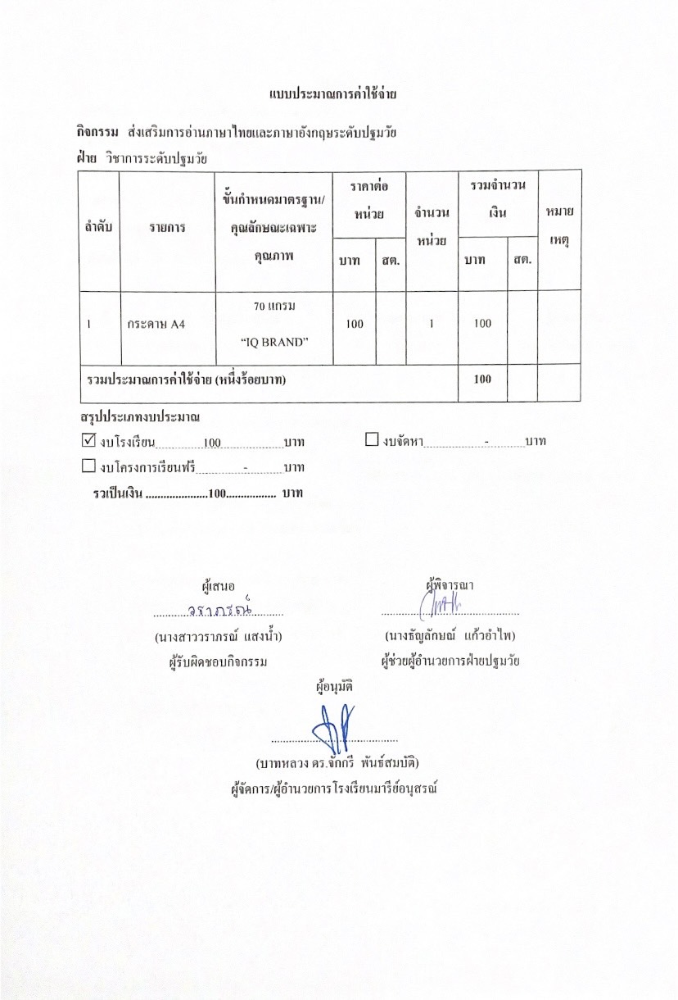 แบบประมาณการค่าใช้จ่าย
กิจกรรม ส่งเสริมการอ่านภาษาไทยและภาษาอังกฤษระดับปฐมวัย
ฝ่าย วิชาการระดับปฐมวัย
ลำดับ รายการ ขั้นกำหนดมาตรฐาน/ คุณลักษณะเฉพาะ คุณภาพ ราคาต่อ หน่วย จำนวน หน่วย รวมจำนวน เงิน หมาย เหตุ
บาท สต. บาท สต.
1 กระดาษ A4 70 แกรม 100 1 100
“IQ BRAND”
รวมประมาณการค่าใช้จ่าย (หนึ่งร้อยบาท) 100
สรุปประเภทงบประมาณ
☑ งบโรงเรียน 100 บาท ☐ งบจัดหา - บาท
☐ งบโครงการเรียนฟรี - บาท
รวเป็นเงิน .....................100................. บาท
ผู้เสนอ ผู้พิจารณา
วราภรณ์
(นางสาววราภรณ์ แสงน้ำ) (นางธัญลักษณ์ แก้วอำไพ)
ผู้รับผิดชอบกิจกรรม ผู้ช่วยผู้อำนวยการฝ่ายปฐมวัย
ผู้อนุมัติ
(บาทหลวง ดร.จักกรี พันธ์สมบัติ)
ผู้จัดการ/ผู้อำนวยการโรงเรียนมารีย์อนุสรณ์